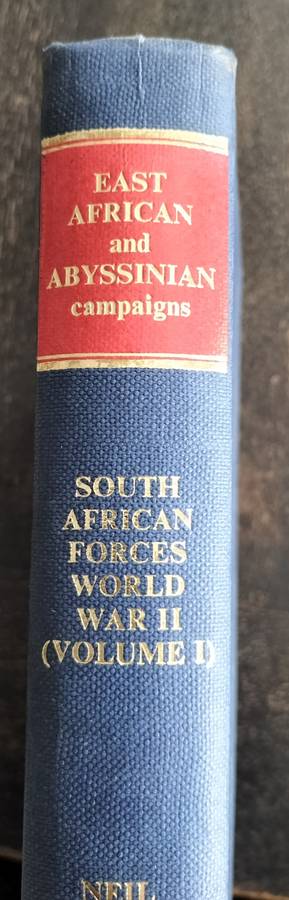 EAST
AFRICAN
and
ABYSSINIAN
campaigns
SOUTH
AFRICAN
FORCES
WORLD
WAR II
(VOLUME I)
NEIL